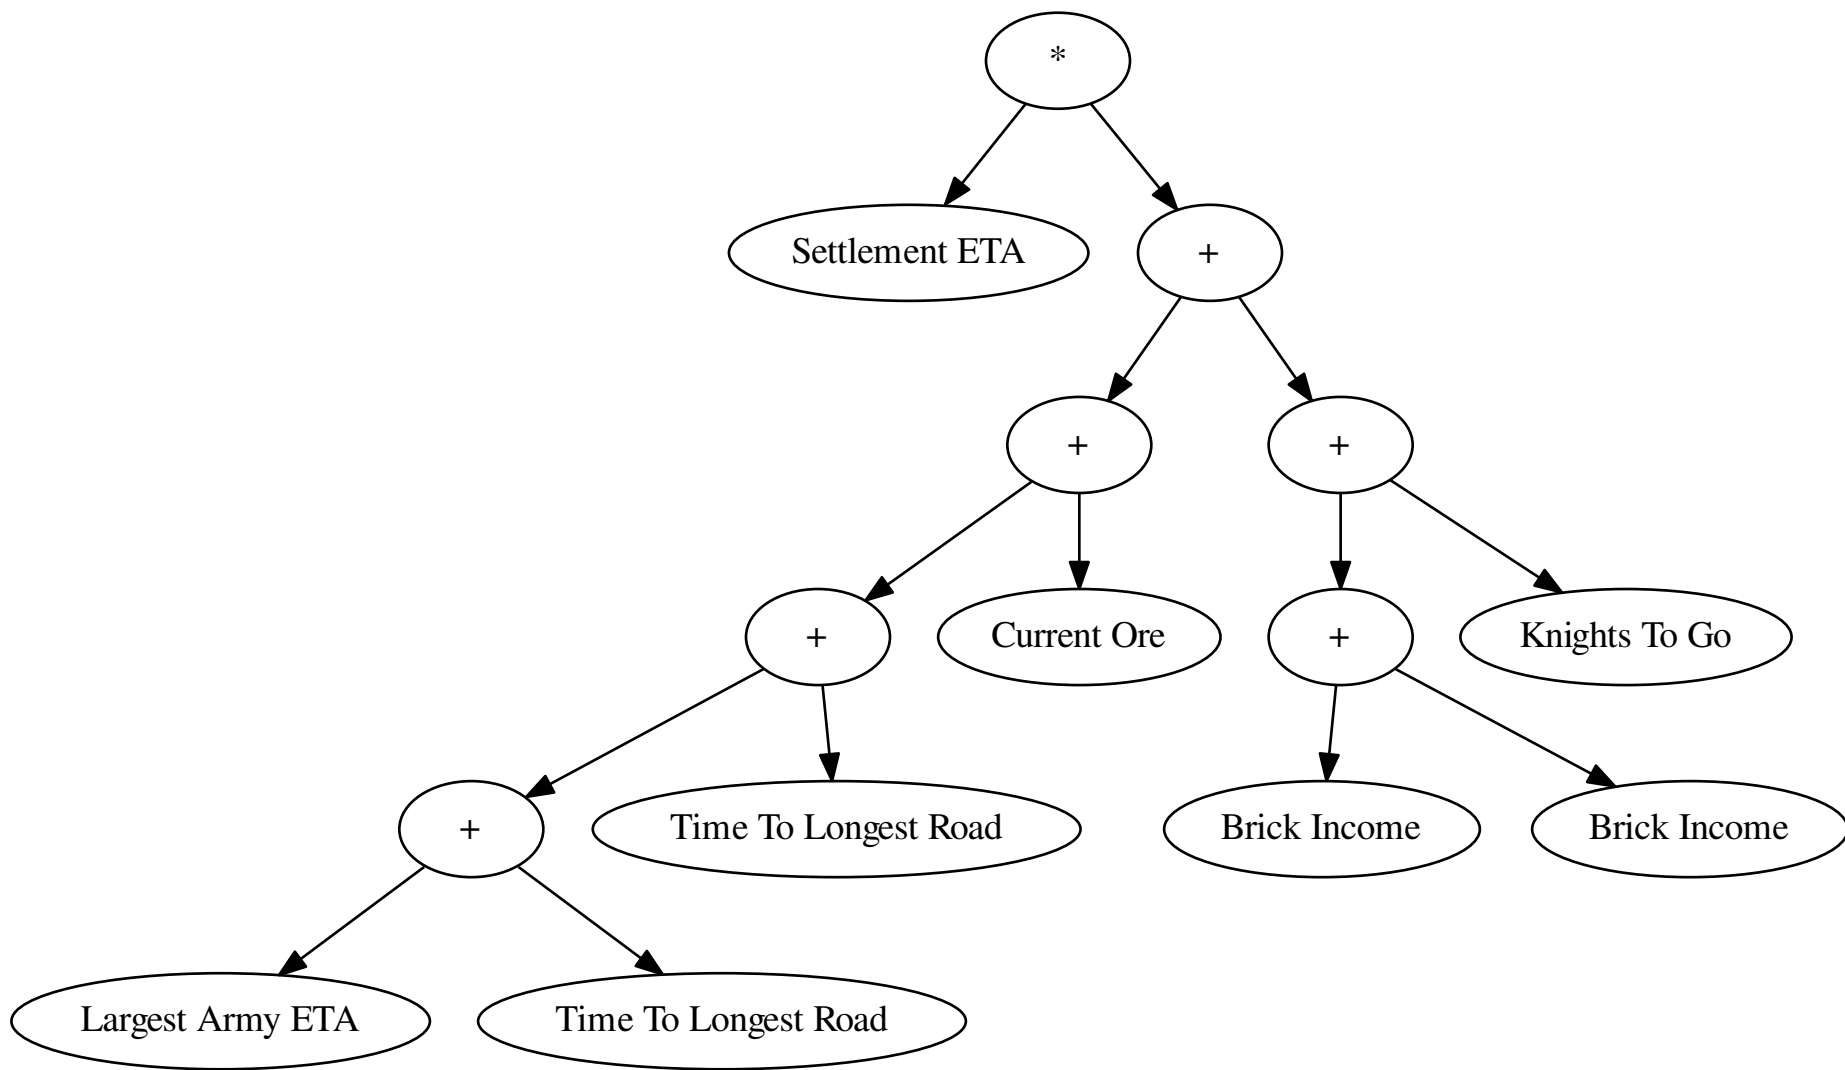 *
Settlement ETA
+
+
+
+
Current Ore
+
Knights To Go
+
Time To Longest Road
Brick Income
Brick Income
Largest Army ETA
Time To Longest Road